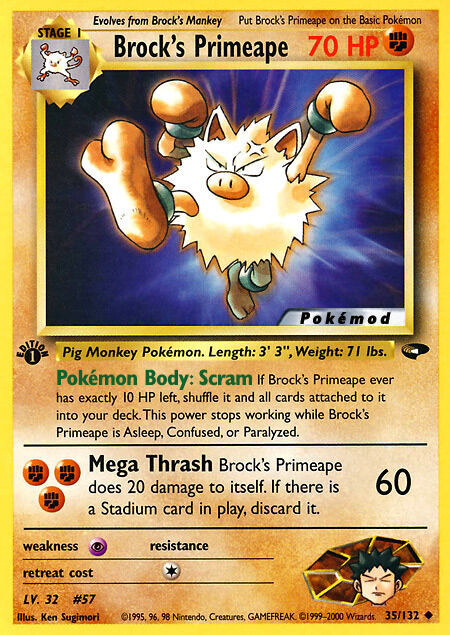 Evolves from Brock's Mankey Put Brock's Primeape on the Basic Pokémon
STAGE 1
Brock's Primeape 70 HP
Pokémod
EDITION
1
Pig Monkey Pokémon. Length: 3' 3", Weight: 71 lbs.
Pokémon Body: Scram If Brock's Primeape ever
has exactly 10 HP left, shuffle it and all cards attached to it
into your deck. This power stops working while Brock's
Primeape is Asleep, Confused, or Paralyzed.
Mega Thrash Brock's Primeape
does 20 damage to itself. If there
is a Stadium card in play, discard it.
60
weakness resistance
retreat cost
LV. 32 #57
Illus. Ken Sugimori ©1995, 96, 98 Nintendo, Creatures, GAMEFREAK. ©1999-2000 Wizards. 35/132